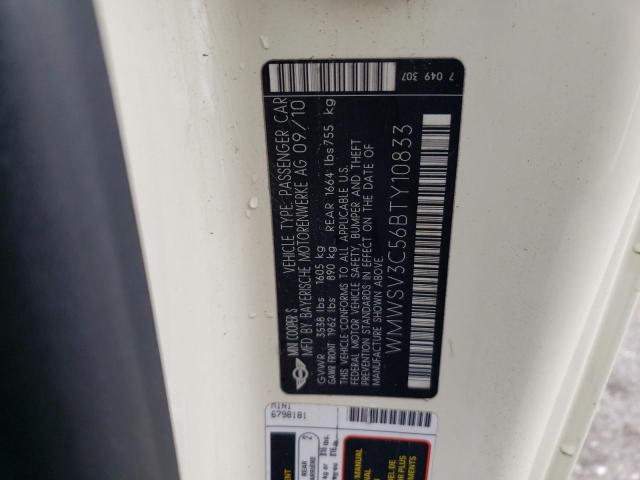 VEHICLE TYPE: PASSENGER CAR
MINI COOPER S
MFD BY BAYERISCHE MOTORENWERKE AG 09/10
GVWR 3538 lbs 1605 kg
GAWR FRONT 1962 lbs 890 kg REAR 1664 lbs 755 kg
THIS VEHICLE CONFORMS TO ALL APPLICABLE U.S.
FEDERAL MOTOR VEHICLE SAFETY, BUMPER AND THEFT
PREVENTION STANDARDS IN EFFECT ON THE DATE OF
MANUFACTURE SHOWN ABOVE.
WMWSV3C56BTY10833
7 049 307
MINI
6798181
REAR
2
MANUAL